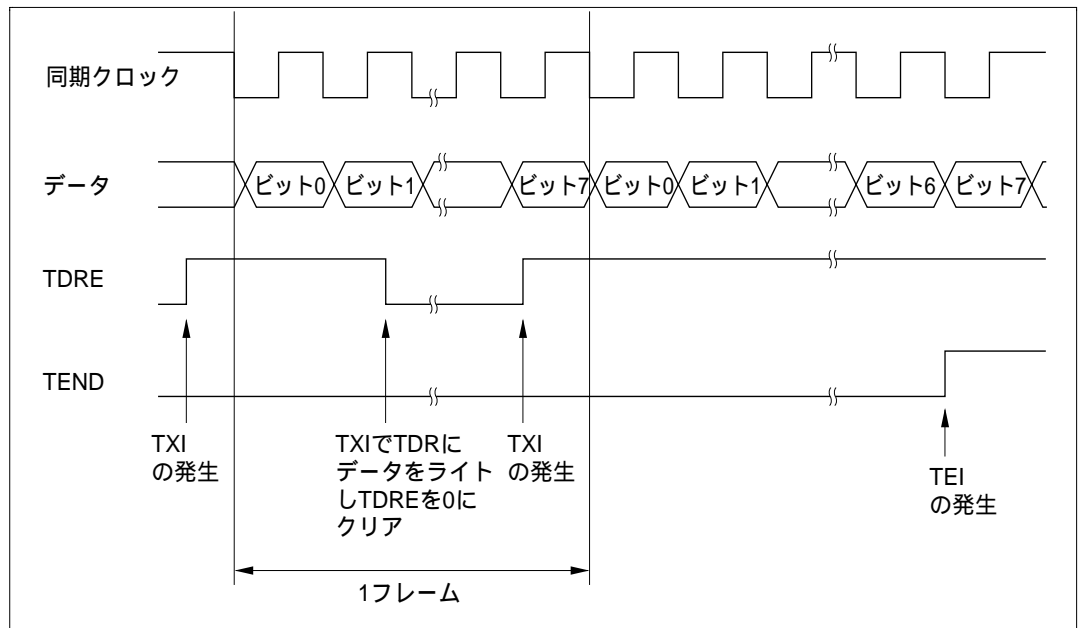 同期クロック
データ
ビット0 ビット1 ビット7 ビット0 ビット1 ビット6 ビット7
TDRE
TEND
TXI
の発生
TXIでTDRに
データをライト
しTDREを0に
クリア
TXI
の発生
TEI
の発生
1フレーム